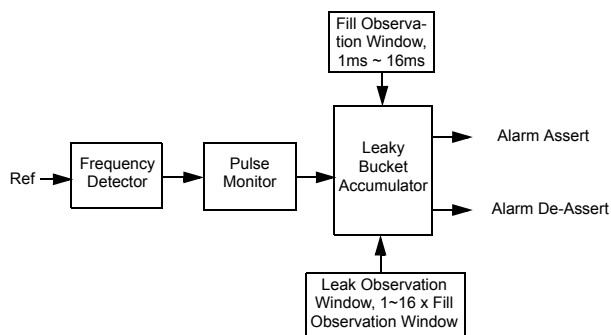 Fill Observa-
tion Window,
1ms ~ 16ms
Ref
Frequency
Detector
Pulse
Monitor
Leaky
Bucket
Accumulator
Alarm Assert
Alarm De-Assert
Leak Observation
Window, 1~16 x Fill
Observation Window